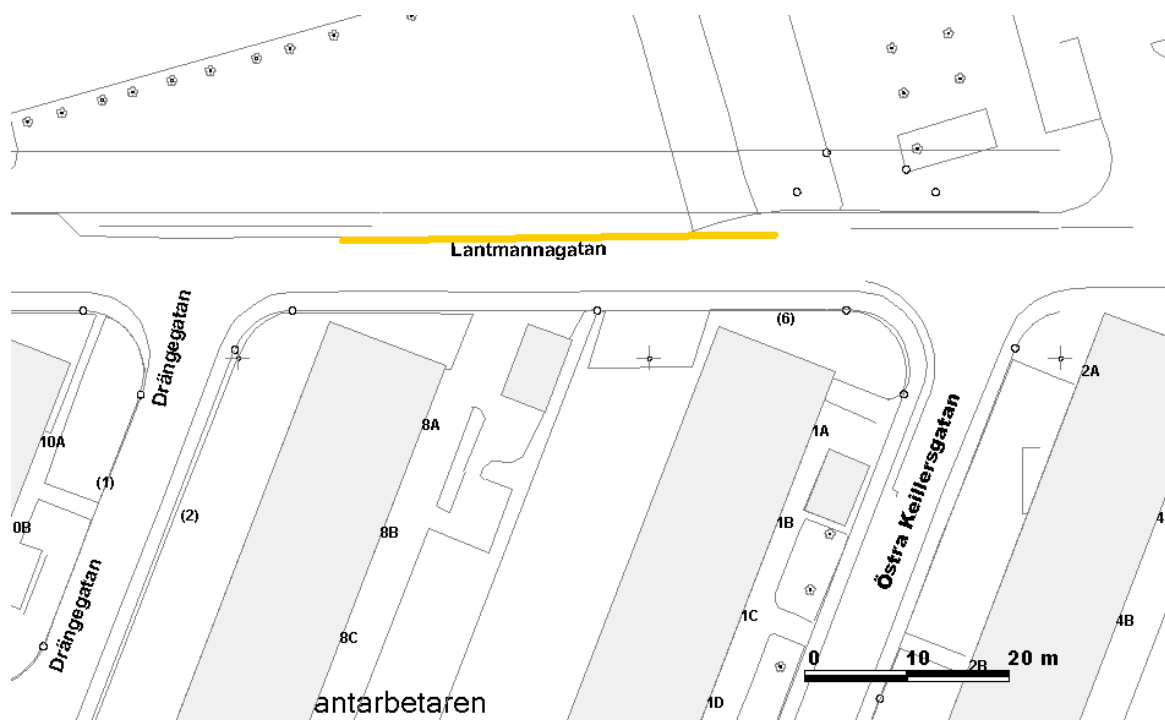 Lantmannagatan
Drängegatan
(6)
2A
8A
1A
10A
(1)
(2)
0B
8B
1B
Östra Keillersgatan
4
Drängegatan
8C
1C
4B
0 10 20 m
2B
antarbetaren
1D